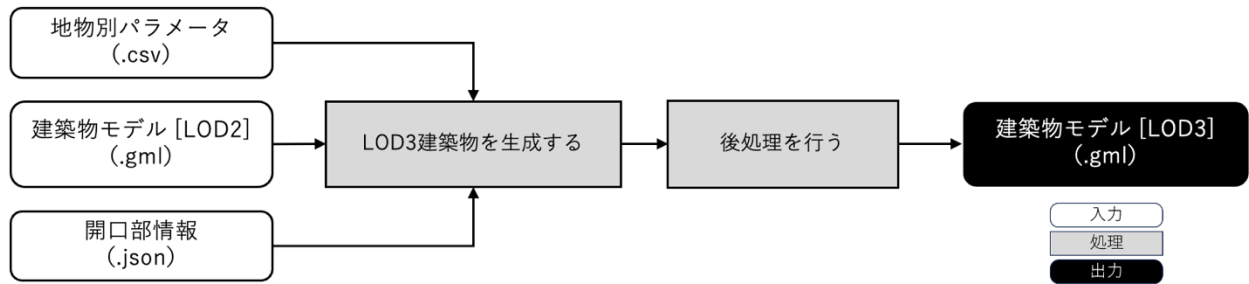 地物別パラメータ
(.csv)
建築物モデル [LOD2]
(.gml)
開口部情報
(.json)
LOD3建築物を生成する
後処理を行う
建築物モデル [LOD3]
(.gml)
入力
処理
出力